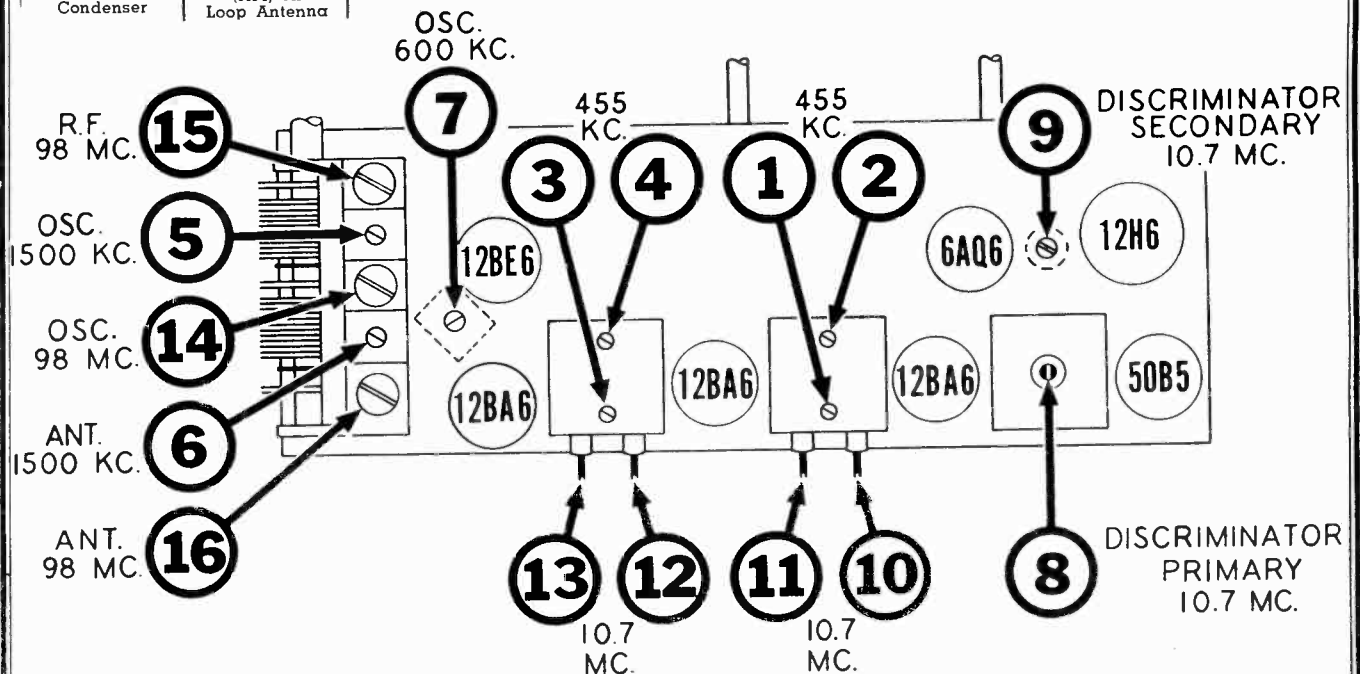 Condenser
Loop Antenna
OSC.
600 KC.
7
R.F.
98 MC.
15
OSC.
1500 KC.
5
OSC.
98 MC.
14
ANT.
1500 KC.
6
ANT.
98 MC.
16
455
KC.
3
4
455
KC.
1
2
9
DISCRIMINATOR
SECONDARY
10.7 MC.
12BE6
6AQ6
12H6
12BA6
12BA6
12BA6
50B5
13
12
10.7
MC.
11
10
10.7
MC.
8
DISCRIMINATOR
PRIMARY
10.7 MC.